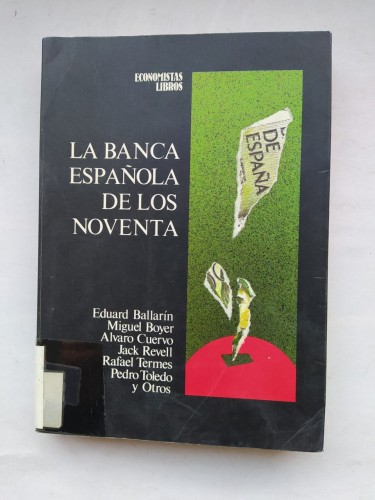 ECONOMISTAS
LIBROS
LA BANCA
ESPAÑOLA
DE LOS
NOVENTA
DE
ESPAÑA
Eduard Ballarín
Miguel Boyer
Alvaro Cuervo
Jack Revell
Rafael Termes
Pedro Toledo
y Otros